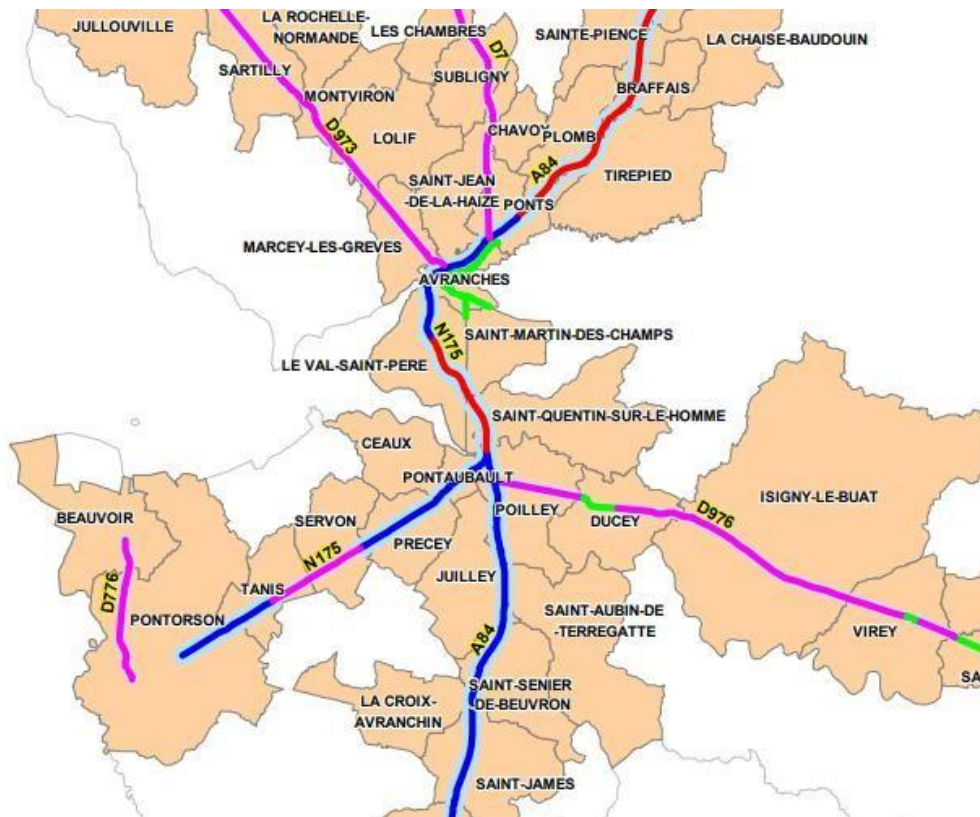 JULLOUVILLE
LA ROCHELLE-
NORMANDE
LES CHAMBRES
SAINTE-PIENCE
LA CHAISE-BAUDOUIN
D7
SARTILLY
SUBLIGNY
BRAFFAIS
MONTVIRON
LOLIF
CHAVOY
PLOMB
D973
A84
TIREPIED
SAINT-JEAN
-DE-LA-HAIZE
PONTS
MARCEY-LES-GREVES
AVRANCHES
N175
SAINT-MARTIN-DES-CHAMPS
LE VAL-SAINT-PERE
SAINT-QUENTIN-SUR-LE-HOMME
CEAUX
PONTAUBAULT
ISIGNY-LE-BUAT
BEAUVOIR
SERVON
POILLEY
DUCEY
D976
PRECEY
N175
JUILLEY
TANIS
D776
PONTORSON
SAINT-AUBIN-DE
-TERREGATTE
VIREY
A84
SA
SAINT-SENIER
DE-BEUVRON
LA CROIX-
AVRANCHIN
SAINT-JAMES